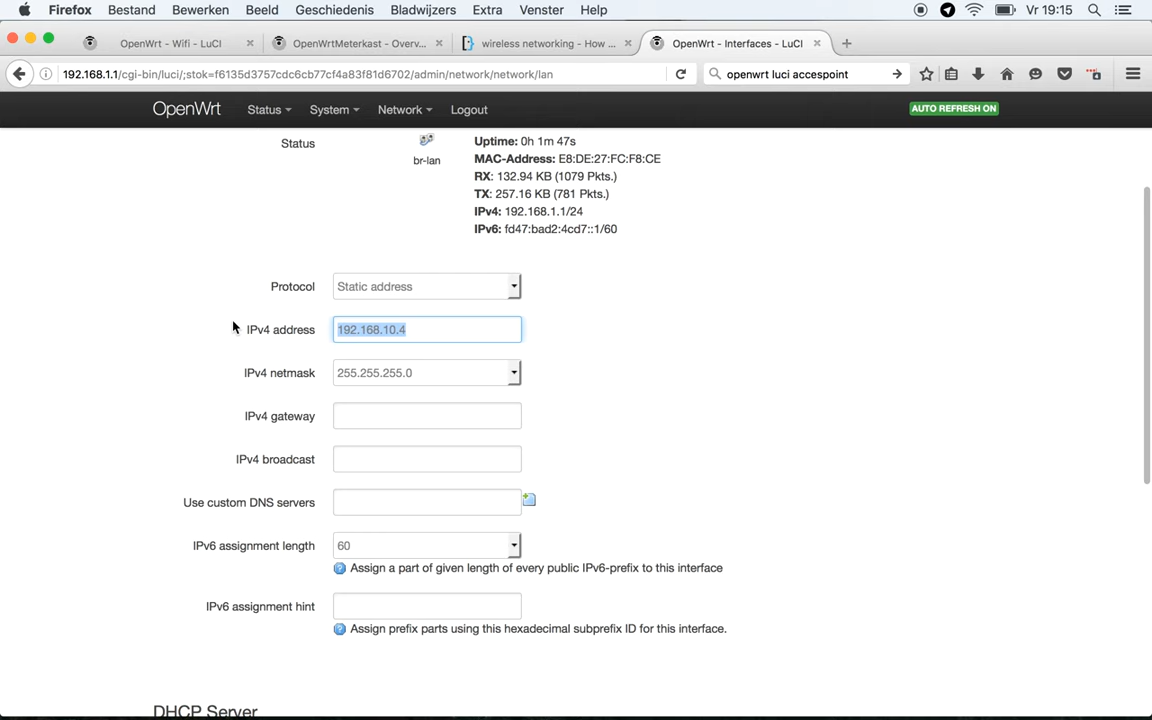 Firefox Bestand Bewerken Beeld Geschiedenis Bladwijzers Extra Venster Help Vr 19:15
OpenWrt - Wifi - LuCI
OpenWrtMeterkast - Overv...
wireless networking - How ...
OpenWrt - Interfaces - LuCI
192.168.1.1/cgi-bin/luci/;stok=f6135d3757cdc6cb77cf4a83f81d6702/admin/network/network/lan
openwrt luci accespoint
OpenWrt Status System Network Logout AUTO REFRESH ON
Status
br-lan
Uptime: 0h 1m 47s
MAC-Address: E8:DE:27:FC:F8:CE
RX: 132.94 KB (1079 Pkts.)
TX: 257.16 KB (781 Pkts.)
IPv4: 192.168.1.1/24
IPv6: fd47:bad2:4cd7::1/60
Protocol Static address
IPv4 address 192.168.10.4
IPv4 netmask 255.255.255.0
IPv4 gateway
IPv4 broadcast
Use custom DNS servers
IPv6 assignment length 60
Assign a part of given length of every public IPv6-prefix to this interface
IPv6 assignment hint
Assign prefix parts using this hexadecimal subprefix ID for this interface.
DHCP Server